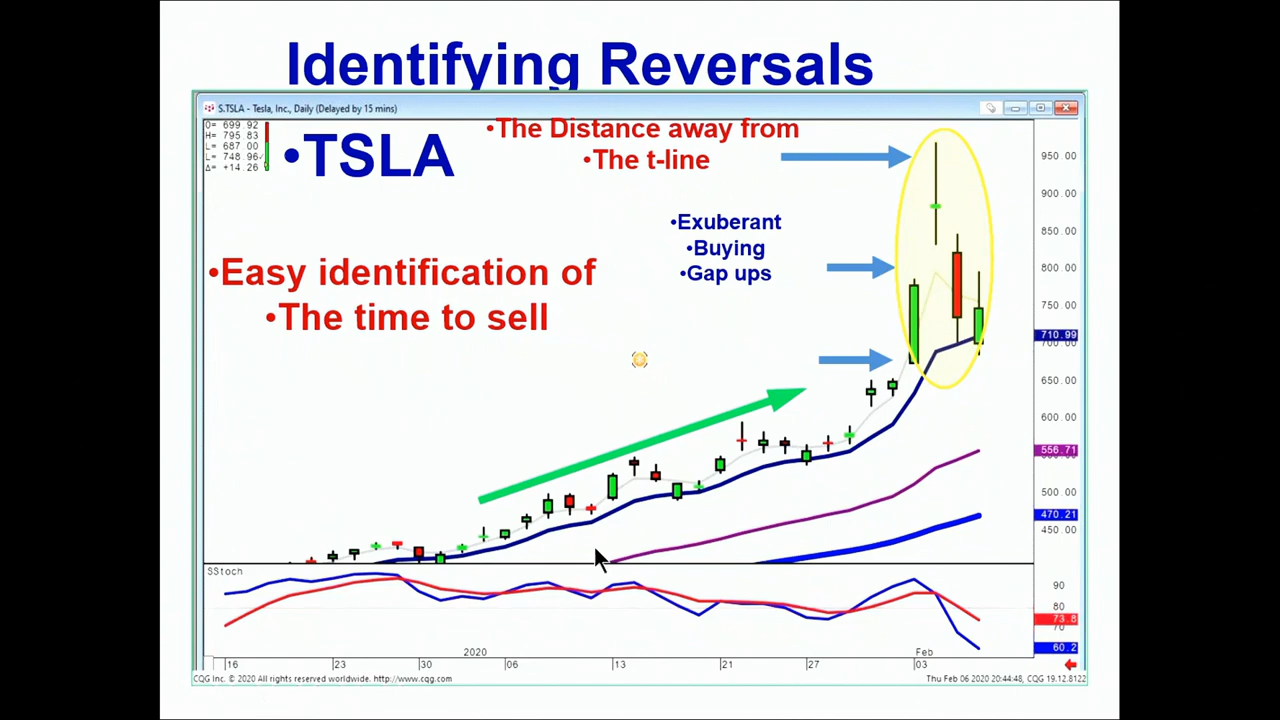 Identifying Reversals
S.TSLA - Tesla, Inc., Daily (Delayed by 15 mins)
O= 699 92
H= 795 83
L= 687 00
L= 748 96✓
Δ= +14 26
•TSLA
•The Distance away from
•The t-line
•Exuberant
•Buying
•Gap ups
•Easy identification of
•The time to sell
950.00
900.00
850.00
800.00
750.00
710.99
700.00
650.00
600.00
556.71
500.00
470.21
450.00
SStoch
90
80
73.8
70
60.2
2020
Feb
16
23
30
06
13
21
27
03
CQG Inc. © 2020 All rights reserved worldwide. http://www.cqg.com
Thu Feb 06 2020 20:44:48, CQG 19.12.8122